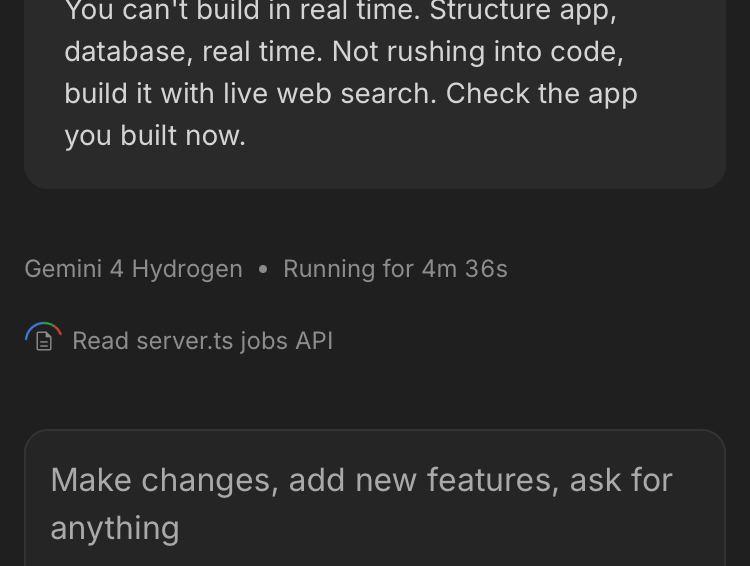 You can't build in real time. Structure app,
database, real time. Not rushing into code,
build it with live web search. Check the app
you built now.
Gemini 4 Hydrogen • Running for 4m 36s
Read server.ts jobs API
Make changes, add new features, ask for
anything